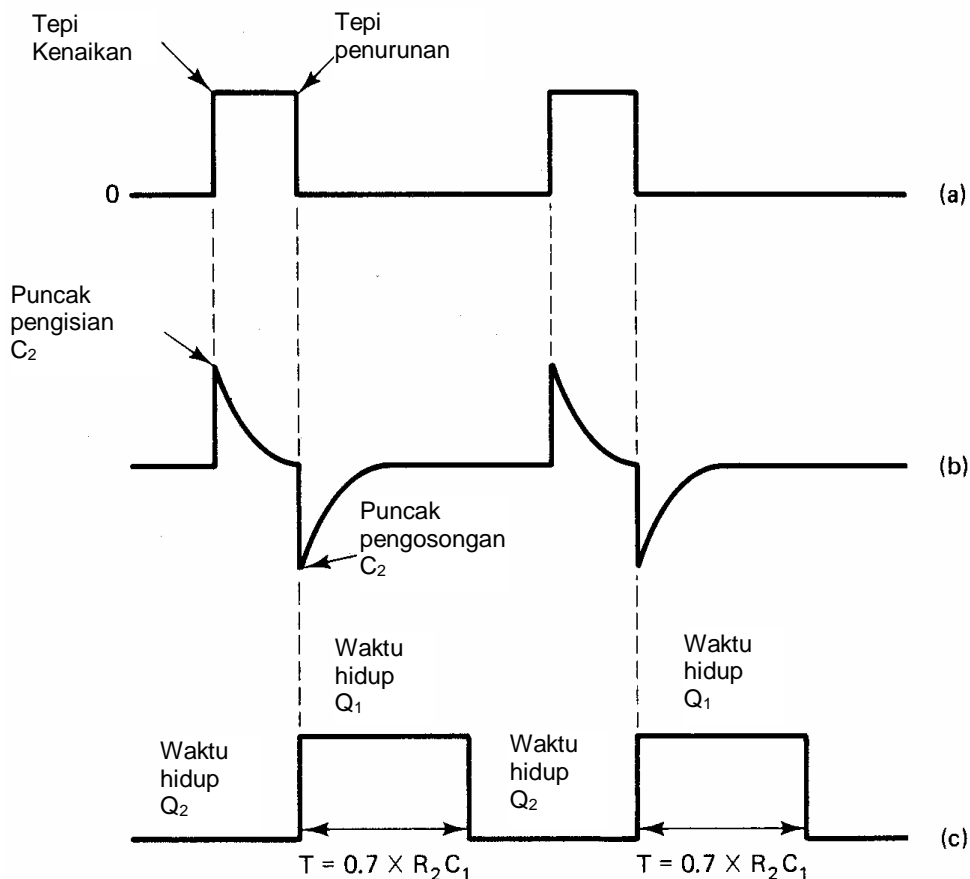 Tepi
Kenaikan
Tepi
penurunan
0
(a)
Puncak
pengisian
C₂
(b)
Puncak
pengosongan
C₂
Waktu
hidup
Q₁
Waktu
hidup
Q₁
Waktu
hidup
Q₂
Waktu
hidup
Q₂
(c)
T = 0.7 × R₂C₁
T = 0.7 × R₂C₁